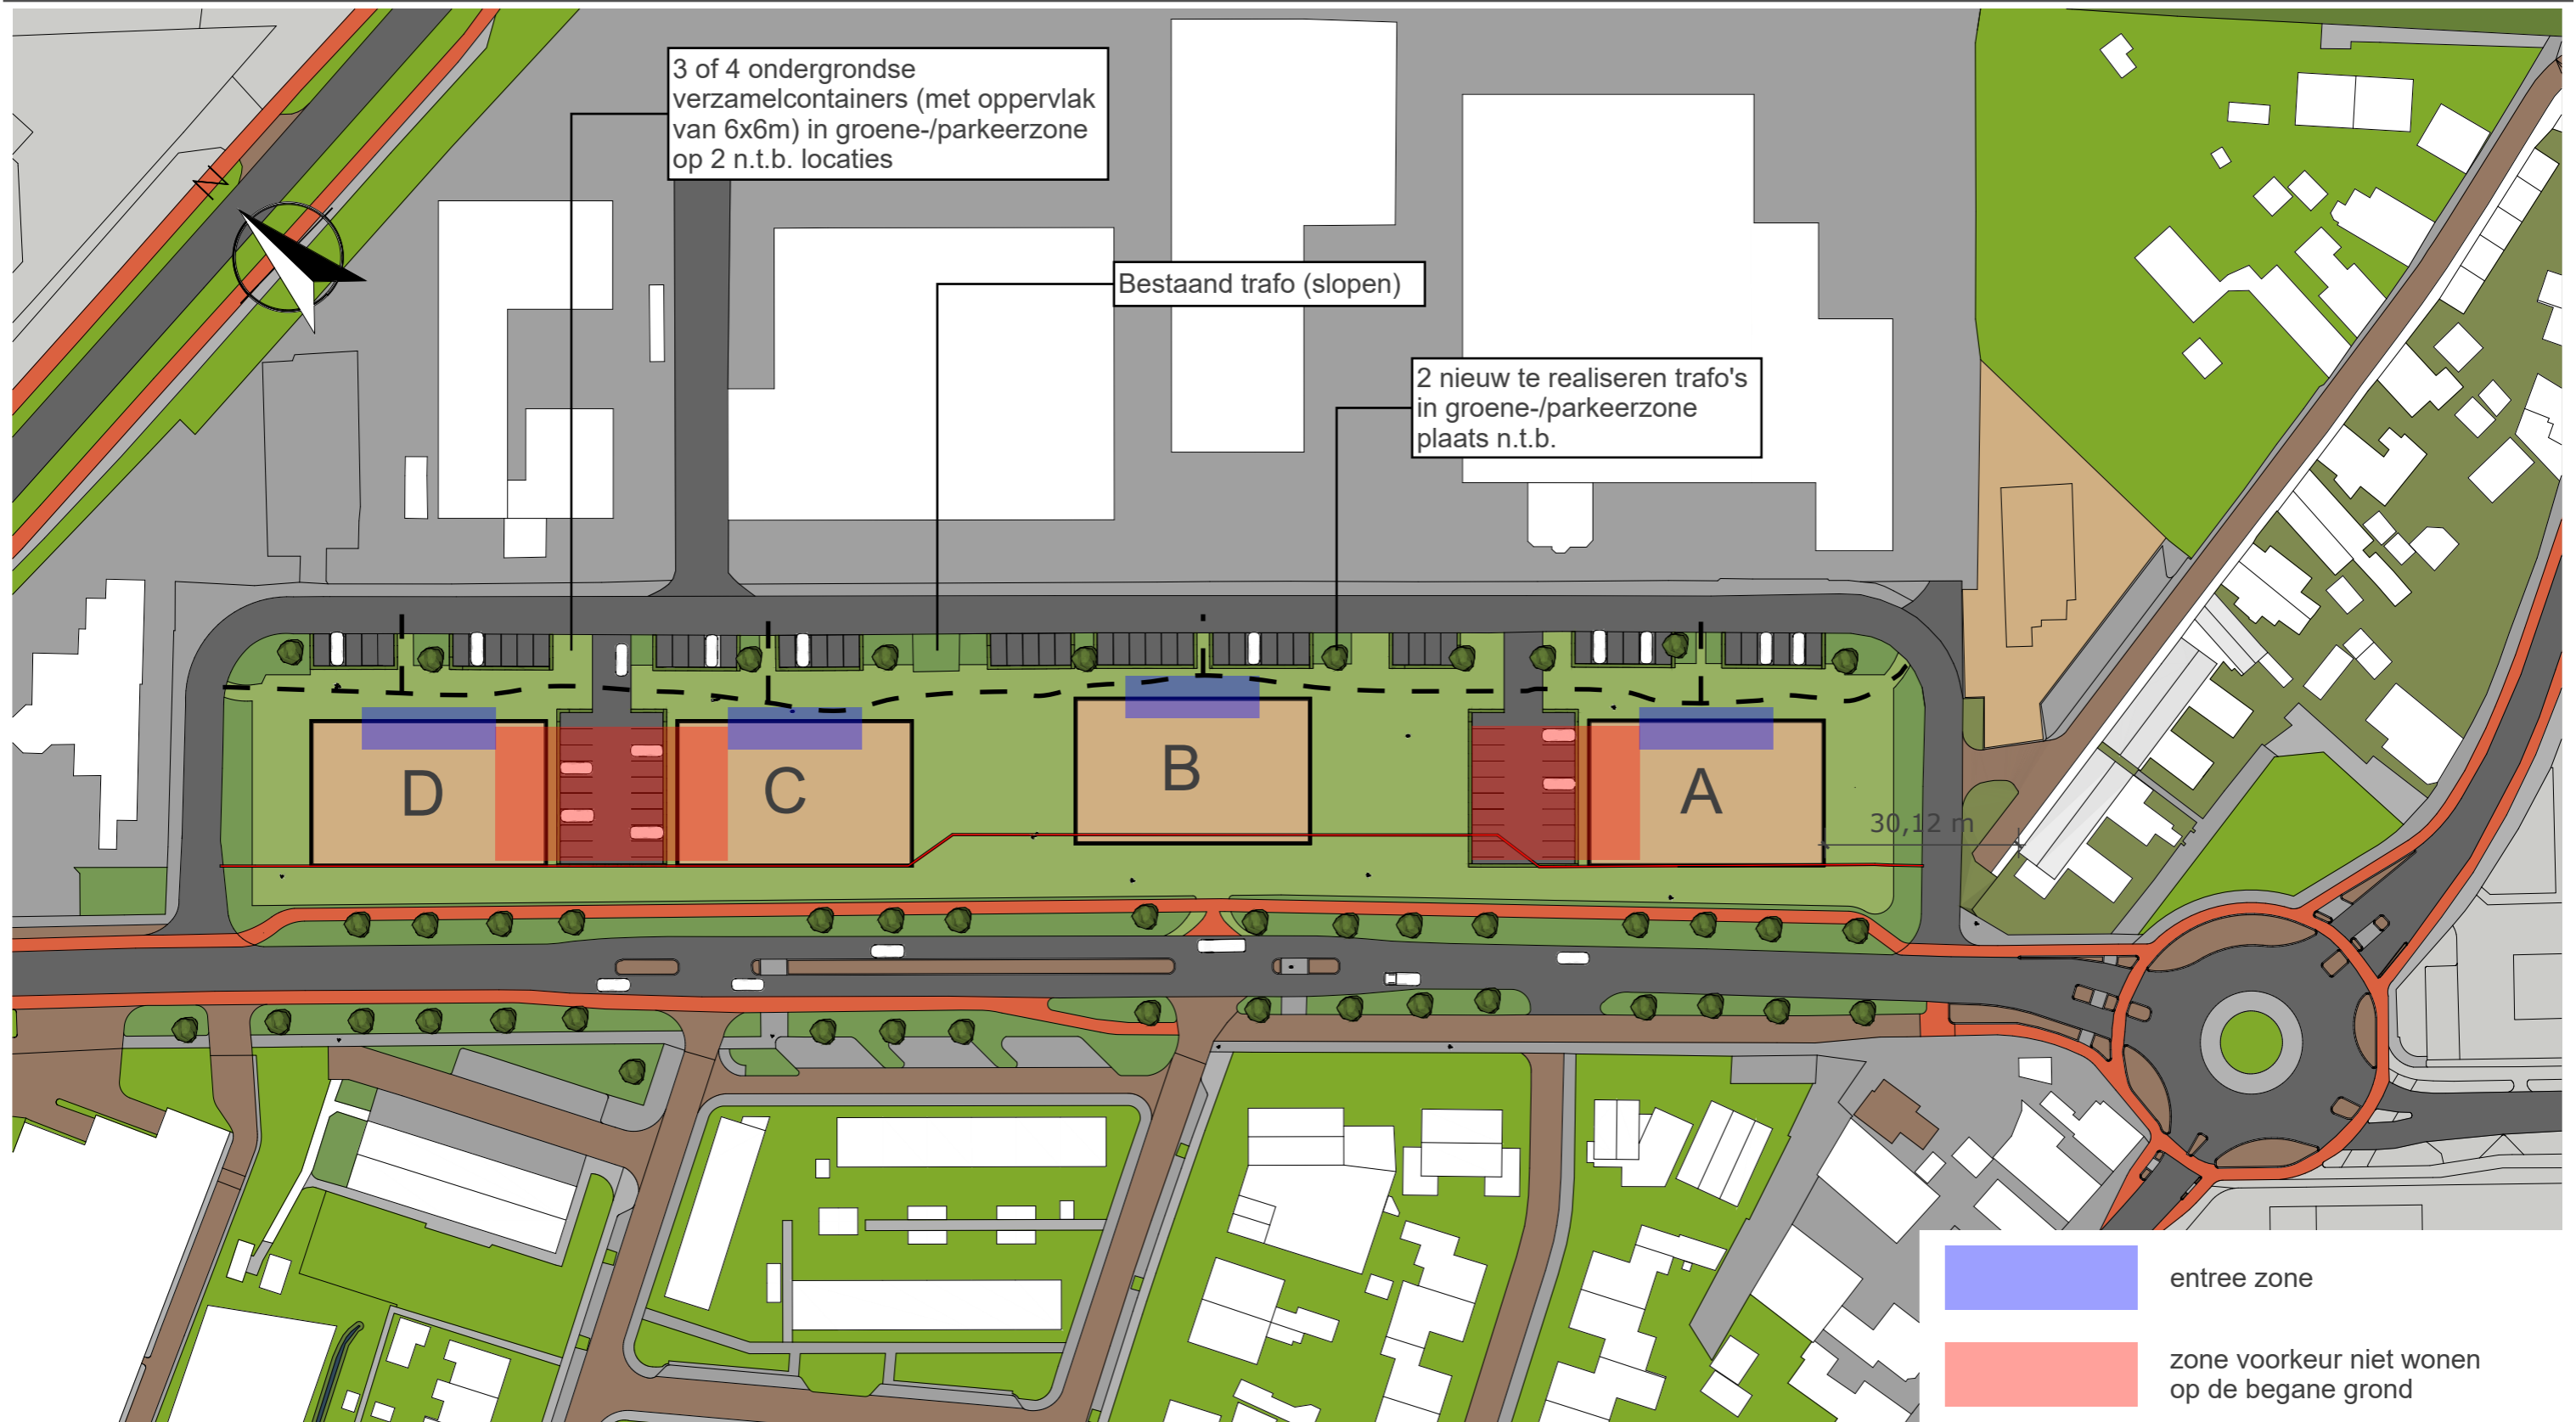 3 of 4 ondergrondse
verzamelcontainers (met oppervlak
van 6x6m) in groene-/parkeerzone
op 2 n.t.b. locaties
N
Bestaand trafo (slopen)
2 nieuw te realiseren trafo's
in groene-/parkeerzone
plaats n.t.b.
D
C
B
A
30,12 m
entree zone
zone voorkeur niet wonen
op de begane grond